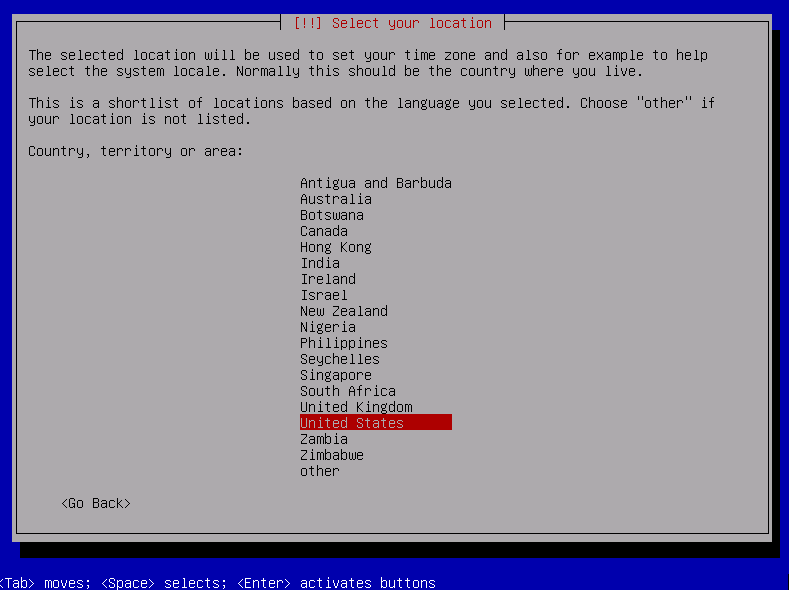 [!!] Select your location
The selected location will be used to set your time zone and also for example to help
select the system locale. Normally this should be the country where you live.
This is a shortlist of locations based on the language you selected. Choose "other" if
your location is not listed.
Country, territory or area:
Antigua and Barbuda
Australia
Botswana
Canada
Hong Kong
India
Ireland
Israel
New Zealand
Nigeria
Philippines
Seychelles
Singapore
South Africa
United Kingdom
United States
Zambia
Zimbabwe
other
<Go Back>
<Tab> moves; <Space> selects; <Enter> activates buttons